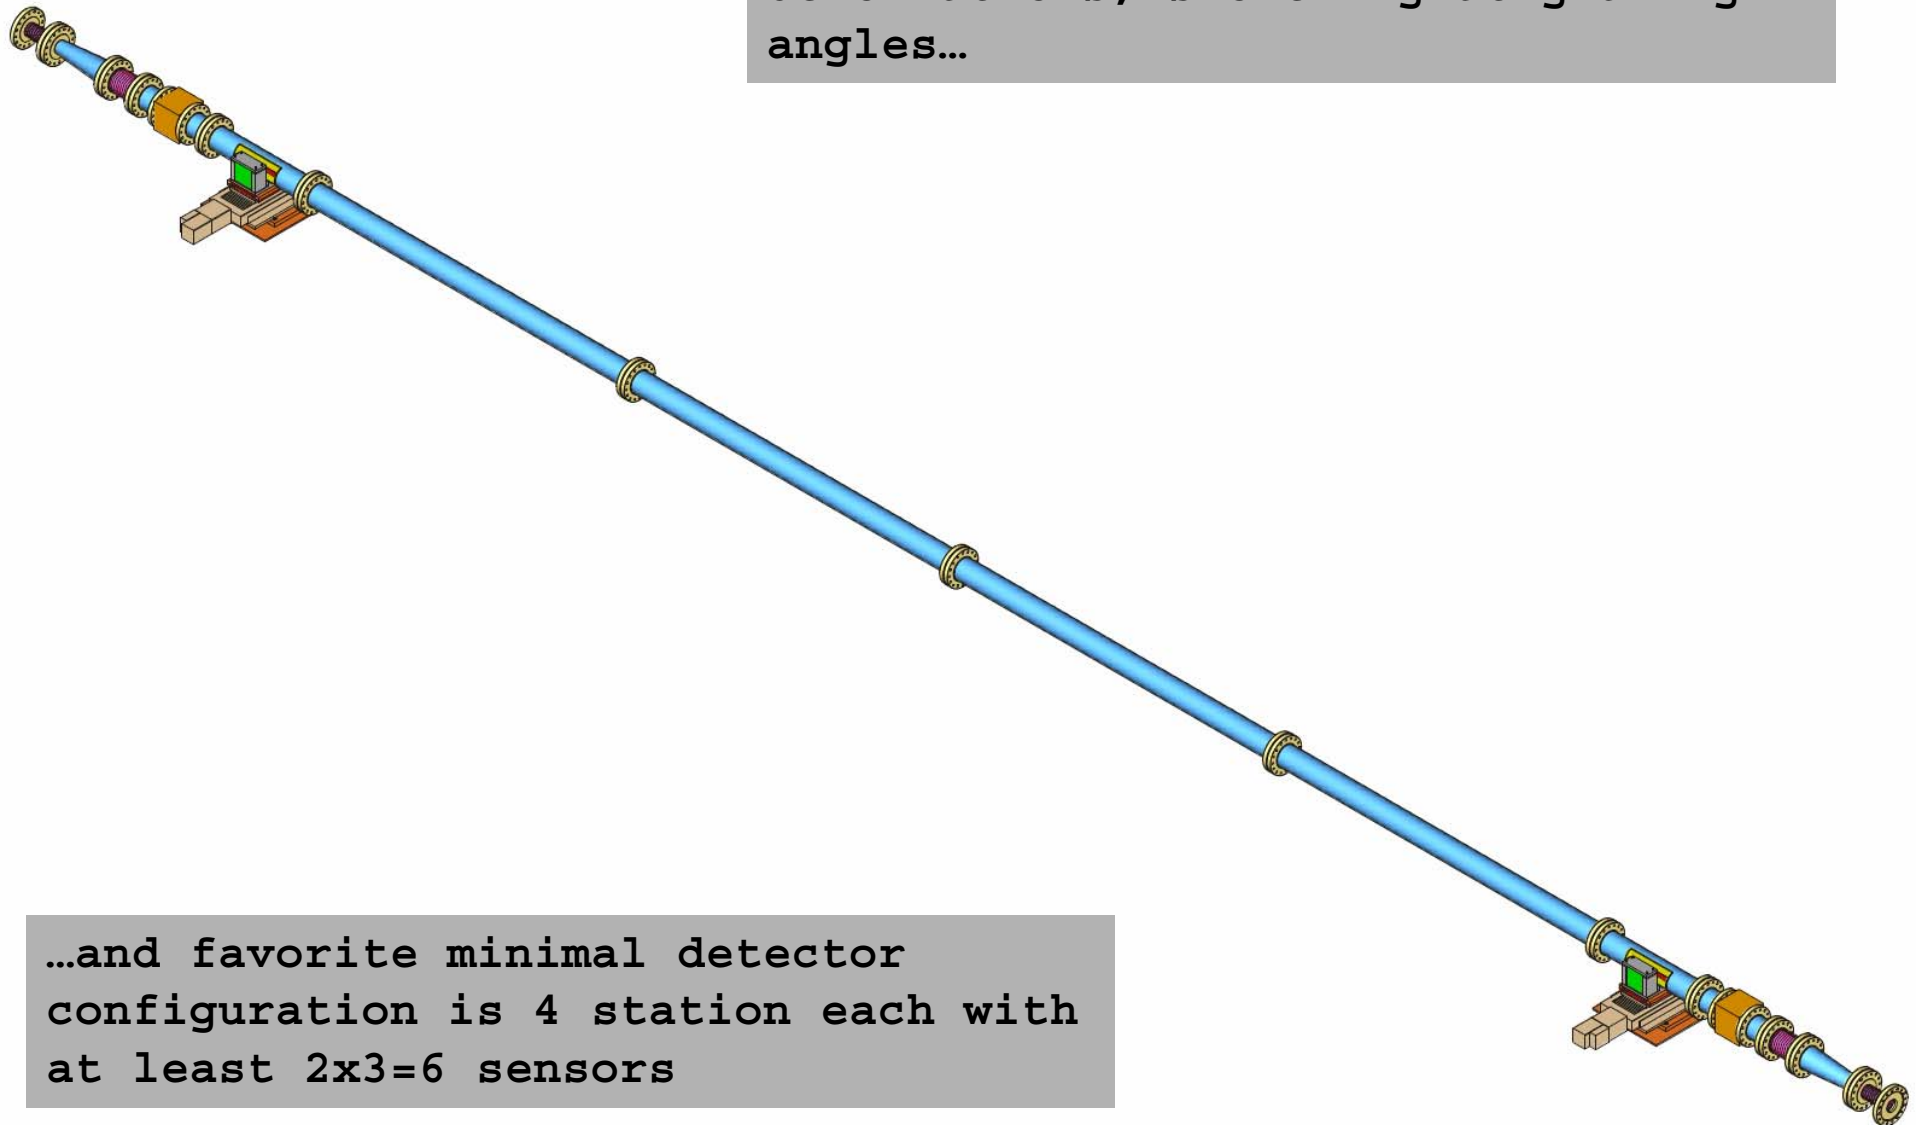 angles…
…and favorite minimal detector
configuration is 4 station each with
at least 2x3=6 sensors